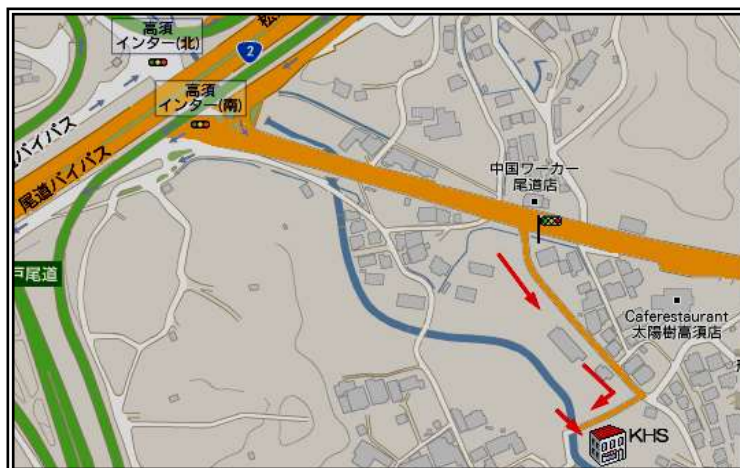 高須
インター(北)
2
高須
インター(南)
バイパス
尾道バイパス
中国ワーカー
尾道店
戸尾道
Caferestaurant
太陽樹高須店
KHS